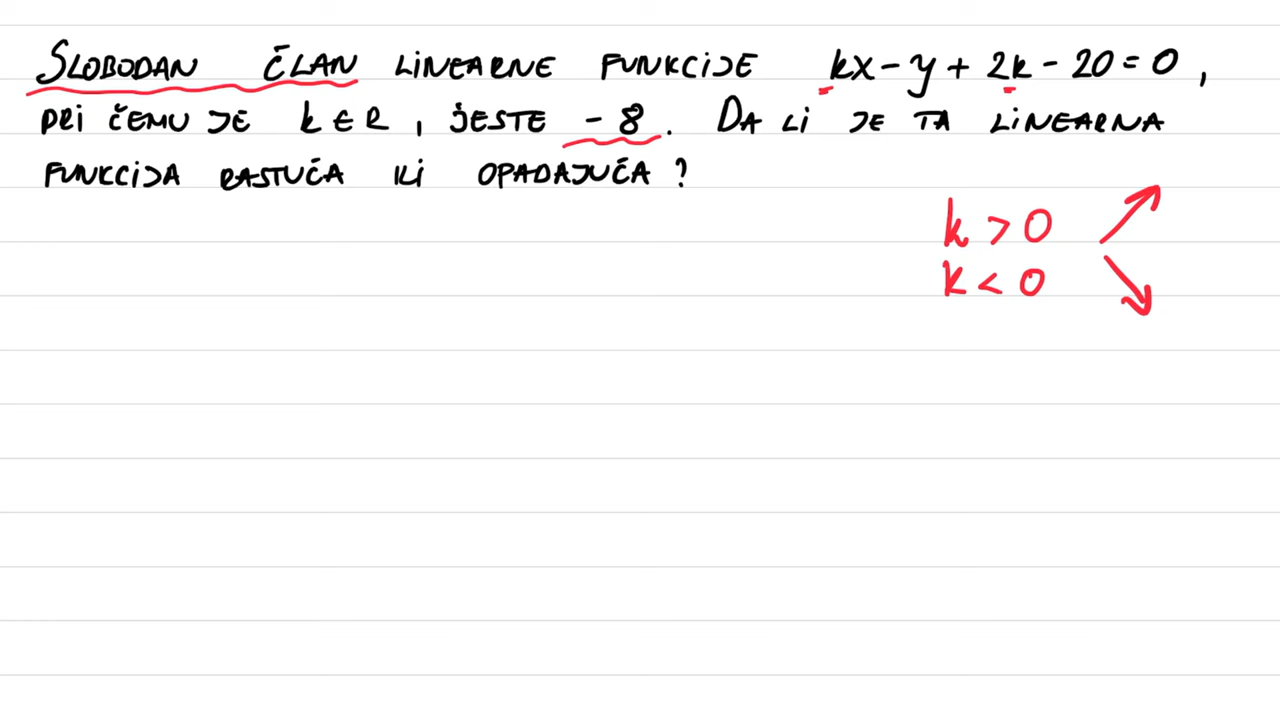 SLOBODAN ČLAN LINEARNE FUNKCIJE kx - y + 2k - 20 = 0,
PRI ČEMU JE k ∈ R, JESTE - 8. DA LI JE TA LINEARNA
FUNKCIJA RASTUĆA ILI OPADAJUĆA?
k > 0
k < 0